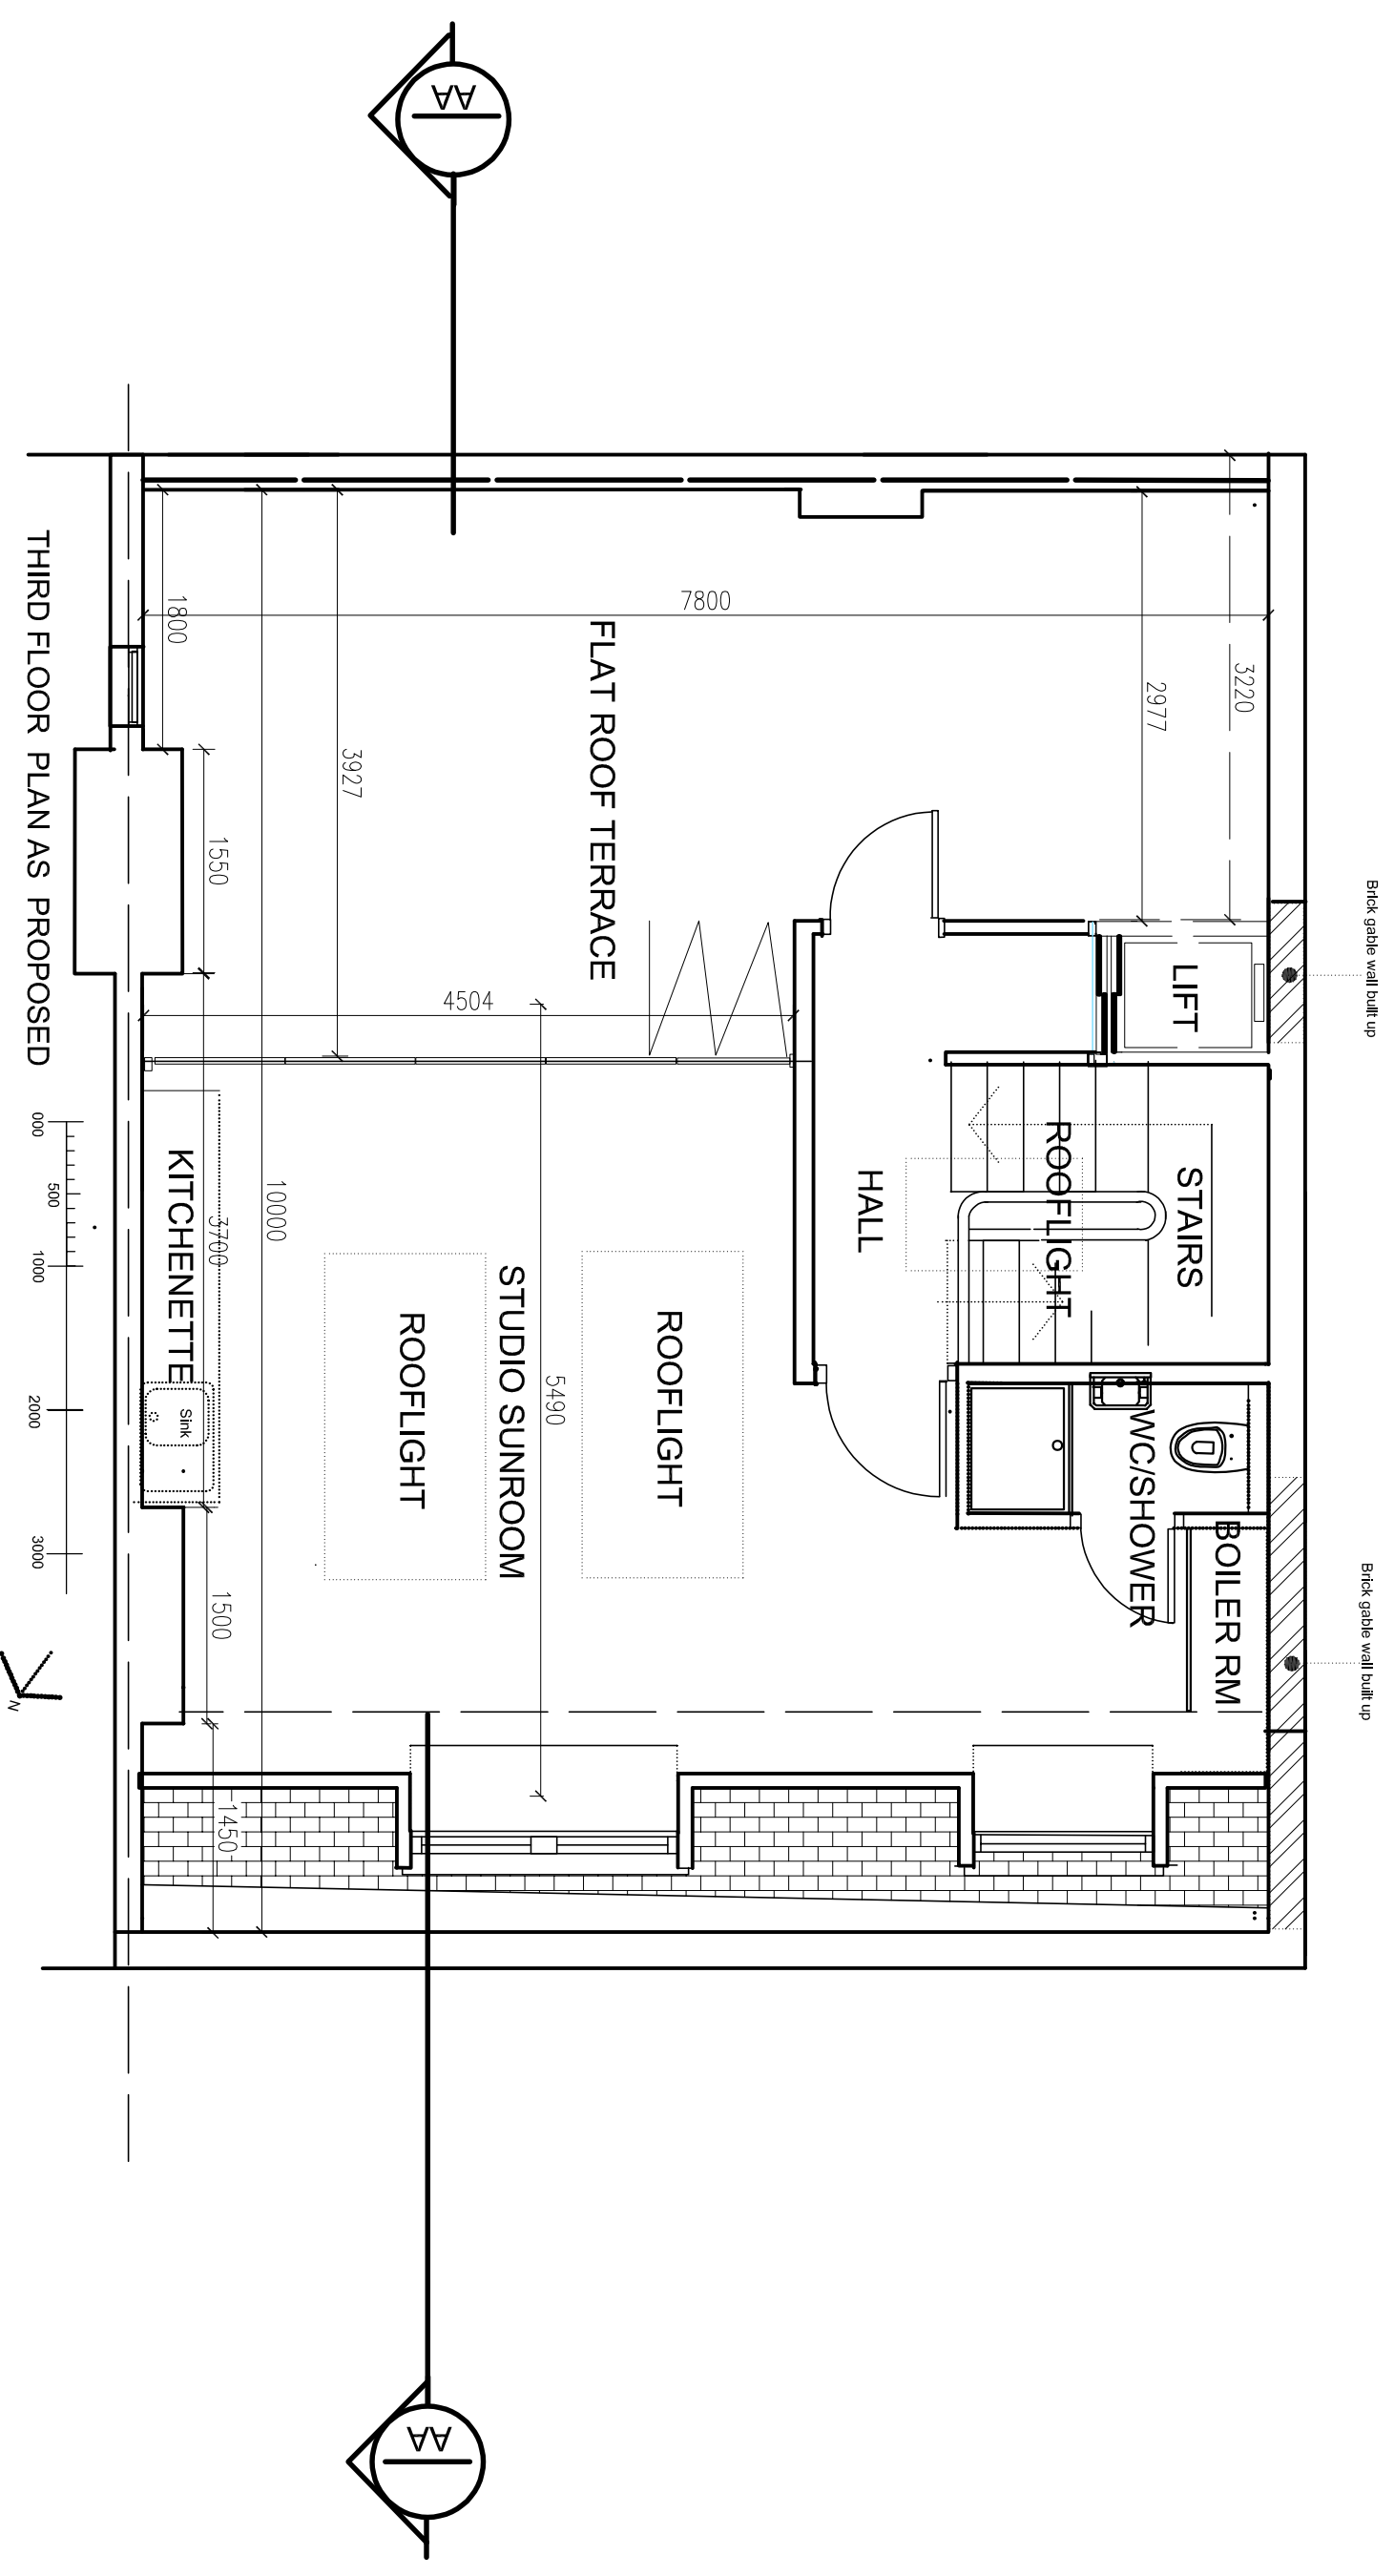 AA
Brick gable wall built up
3220
2977
7800
1800
3927
1550
FLAT ROOF TERRACE
4504
LIFT
STAIRS
ROOFLIGHT
HALL
10000
3700
KITCHENETTE
Sink
ROOFLIGHT
5490
STUDIO SUNROOM
ROOFLIGHT
WC/SHOWER
BOILER RM
Brick gable wall built up
1500
1450
THIRD FLOOR PLAN AS PROPOSED
000
500
1000
2000
3000
N
AA